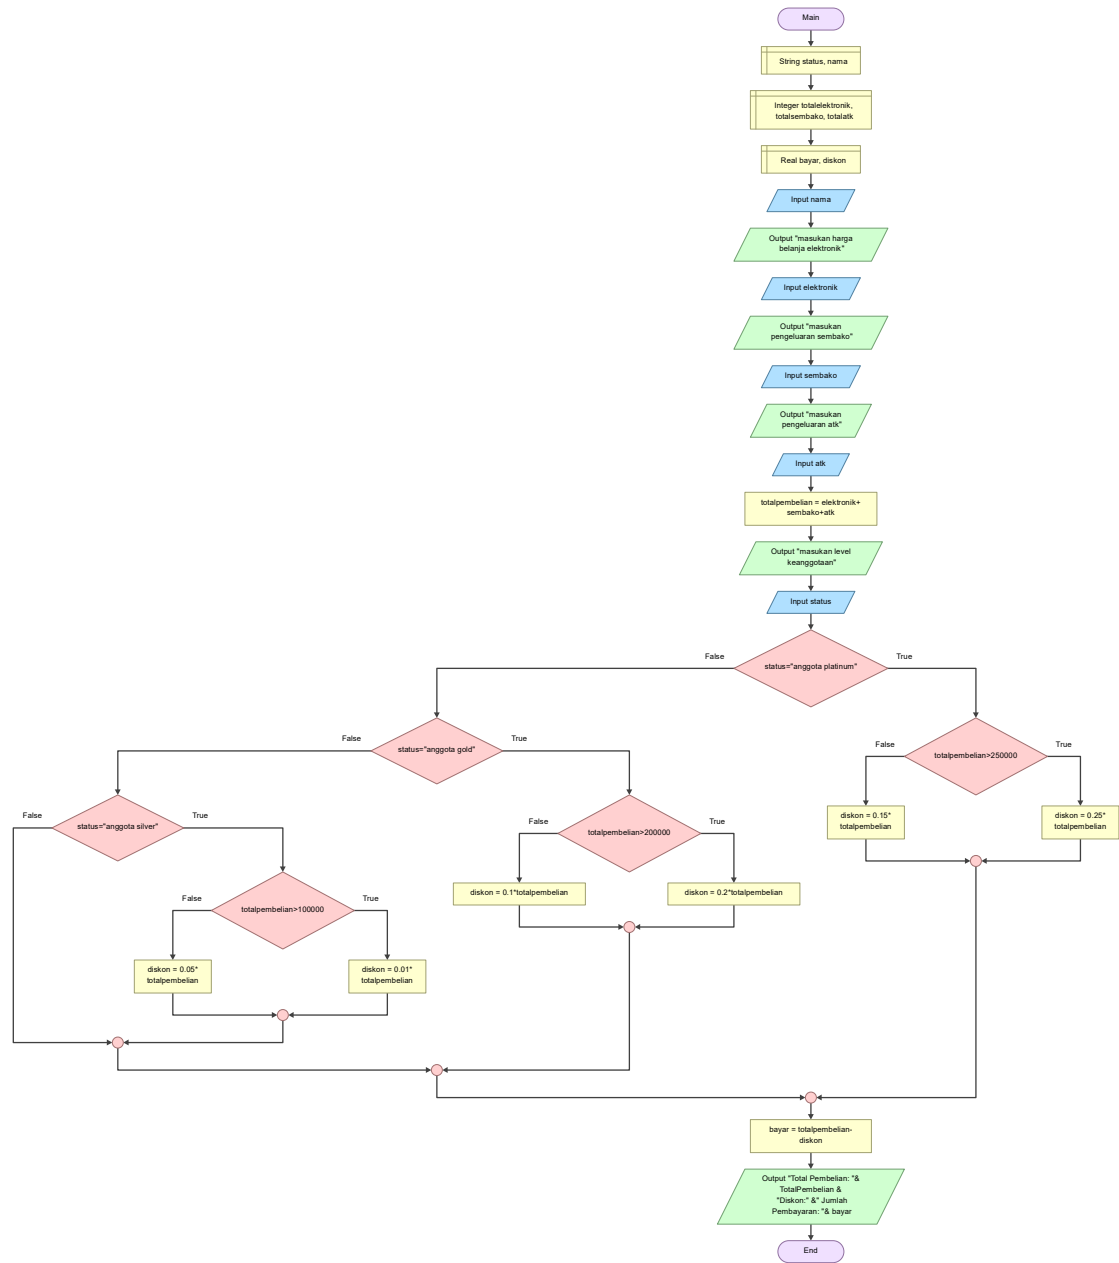 Main
String status, nama
Integer totalelektronik,
totalsembako, totalatk
Real bayar, diskon
Input nama
Output "masukan harga
belanja elektronik"
Input elektronik
Output "masukan
pengeluaran sembako"
Input sembako
Output "masukan
pengeluaran atk"
Input atk
totalpembelian = elektronik+
sembako+atk
Output "masukan level
keanggotaan"
Input status
False
status="anggota platinum"
True
False
status="anggota gold"
True
False
totalpembelian>250000
True
False
status="anggota silver"
True
False
totalpembelian>200000
True
diskon = 0.15*
totalpembelian
diskon = 0.25*
totalpembelian
False
totalpembelian>100000
True
diskon = 0.1*totalpembelian
diskon = 0.2*totalpembelian
diskon = 0.05*
totalpembelian
diskon = 0.01*
totalpembelian
bayar = totalpembelian-
diskon
Output "Total Pembelian: "&
TotalPembelian &
"Diskon:" &" Jumlah
Pembayaran: "& bayar
End